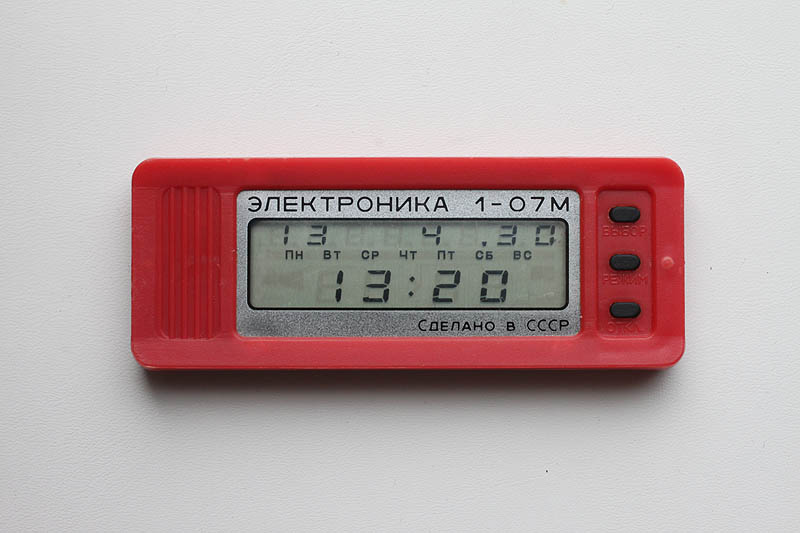 ЭЛЕКТРОНИКА 1-07М
13 4.30
ПН ВТ СР ЧТ ПТ СБ ВС
13:20
СДЕЛАНО В СССР
ВЫБОР
РЕЖИМ
ОТКЛ